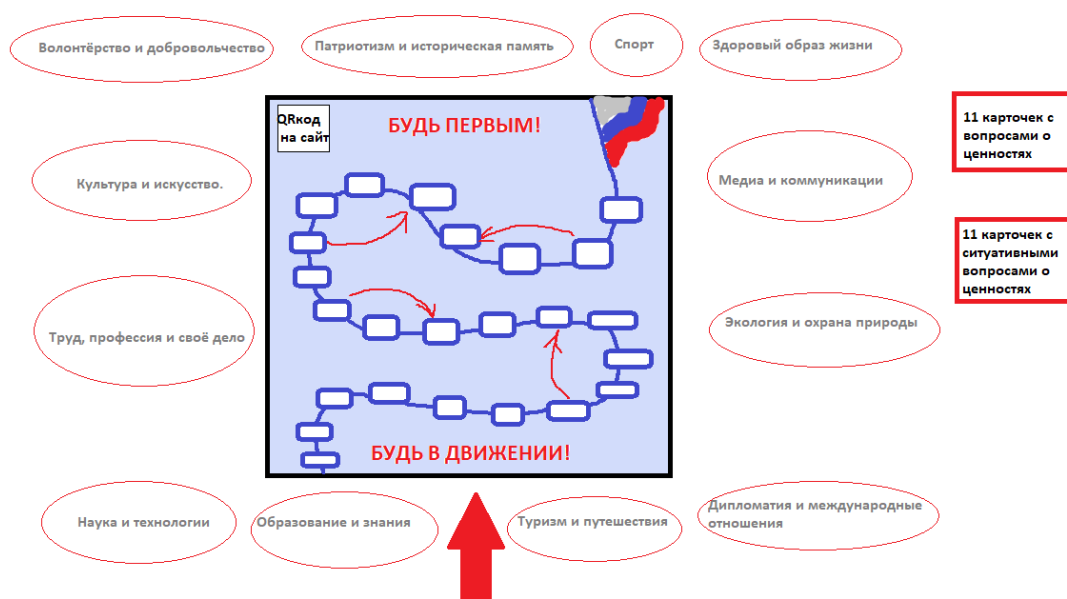 Волонтёрство и добровольчество
Патриотизм и историческая память
Спорт
Здоровый образ жизни
QRкод
на сайт
БУДЬ ПЕРВЫМ!
11 карточек с
вопросами о
ценностях
Культура и искусство.
Медиа и коммуникации
11 карточек с
ситуативными
вопросами о
ценностях
Труд, профессия и своё дело
Экология и охрана природы
БУДЬ В ДВИЖЕНИИ!
Наука и технологии
Образование и знания
Туризм и путешествия
Дипломатия и международные
отношения